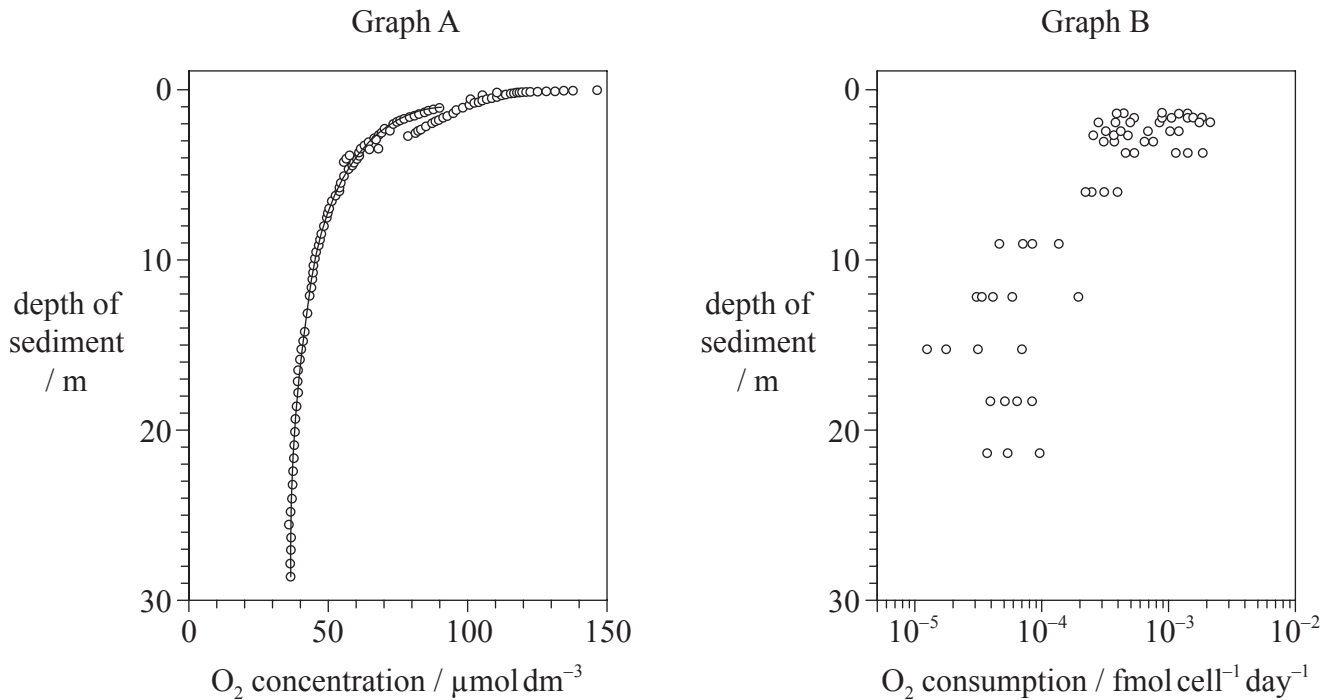 Graph A
0
10
20
30
depth of
sediment
/ m
0
50
100
150
O₂ concentration / µmol dm⁻³
Graph B
0
10
20
30
depth of
sediment
/ m
10⁻⁵
10⁻⁴
10⁻³
10⁻²
O₂ consumption / fmol cell⁻¹ day⁻¹